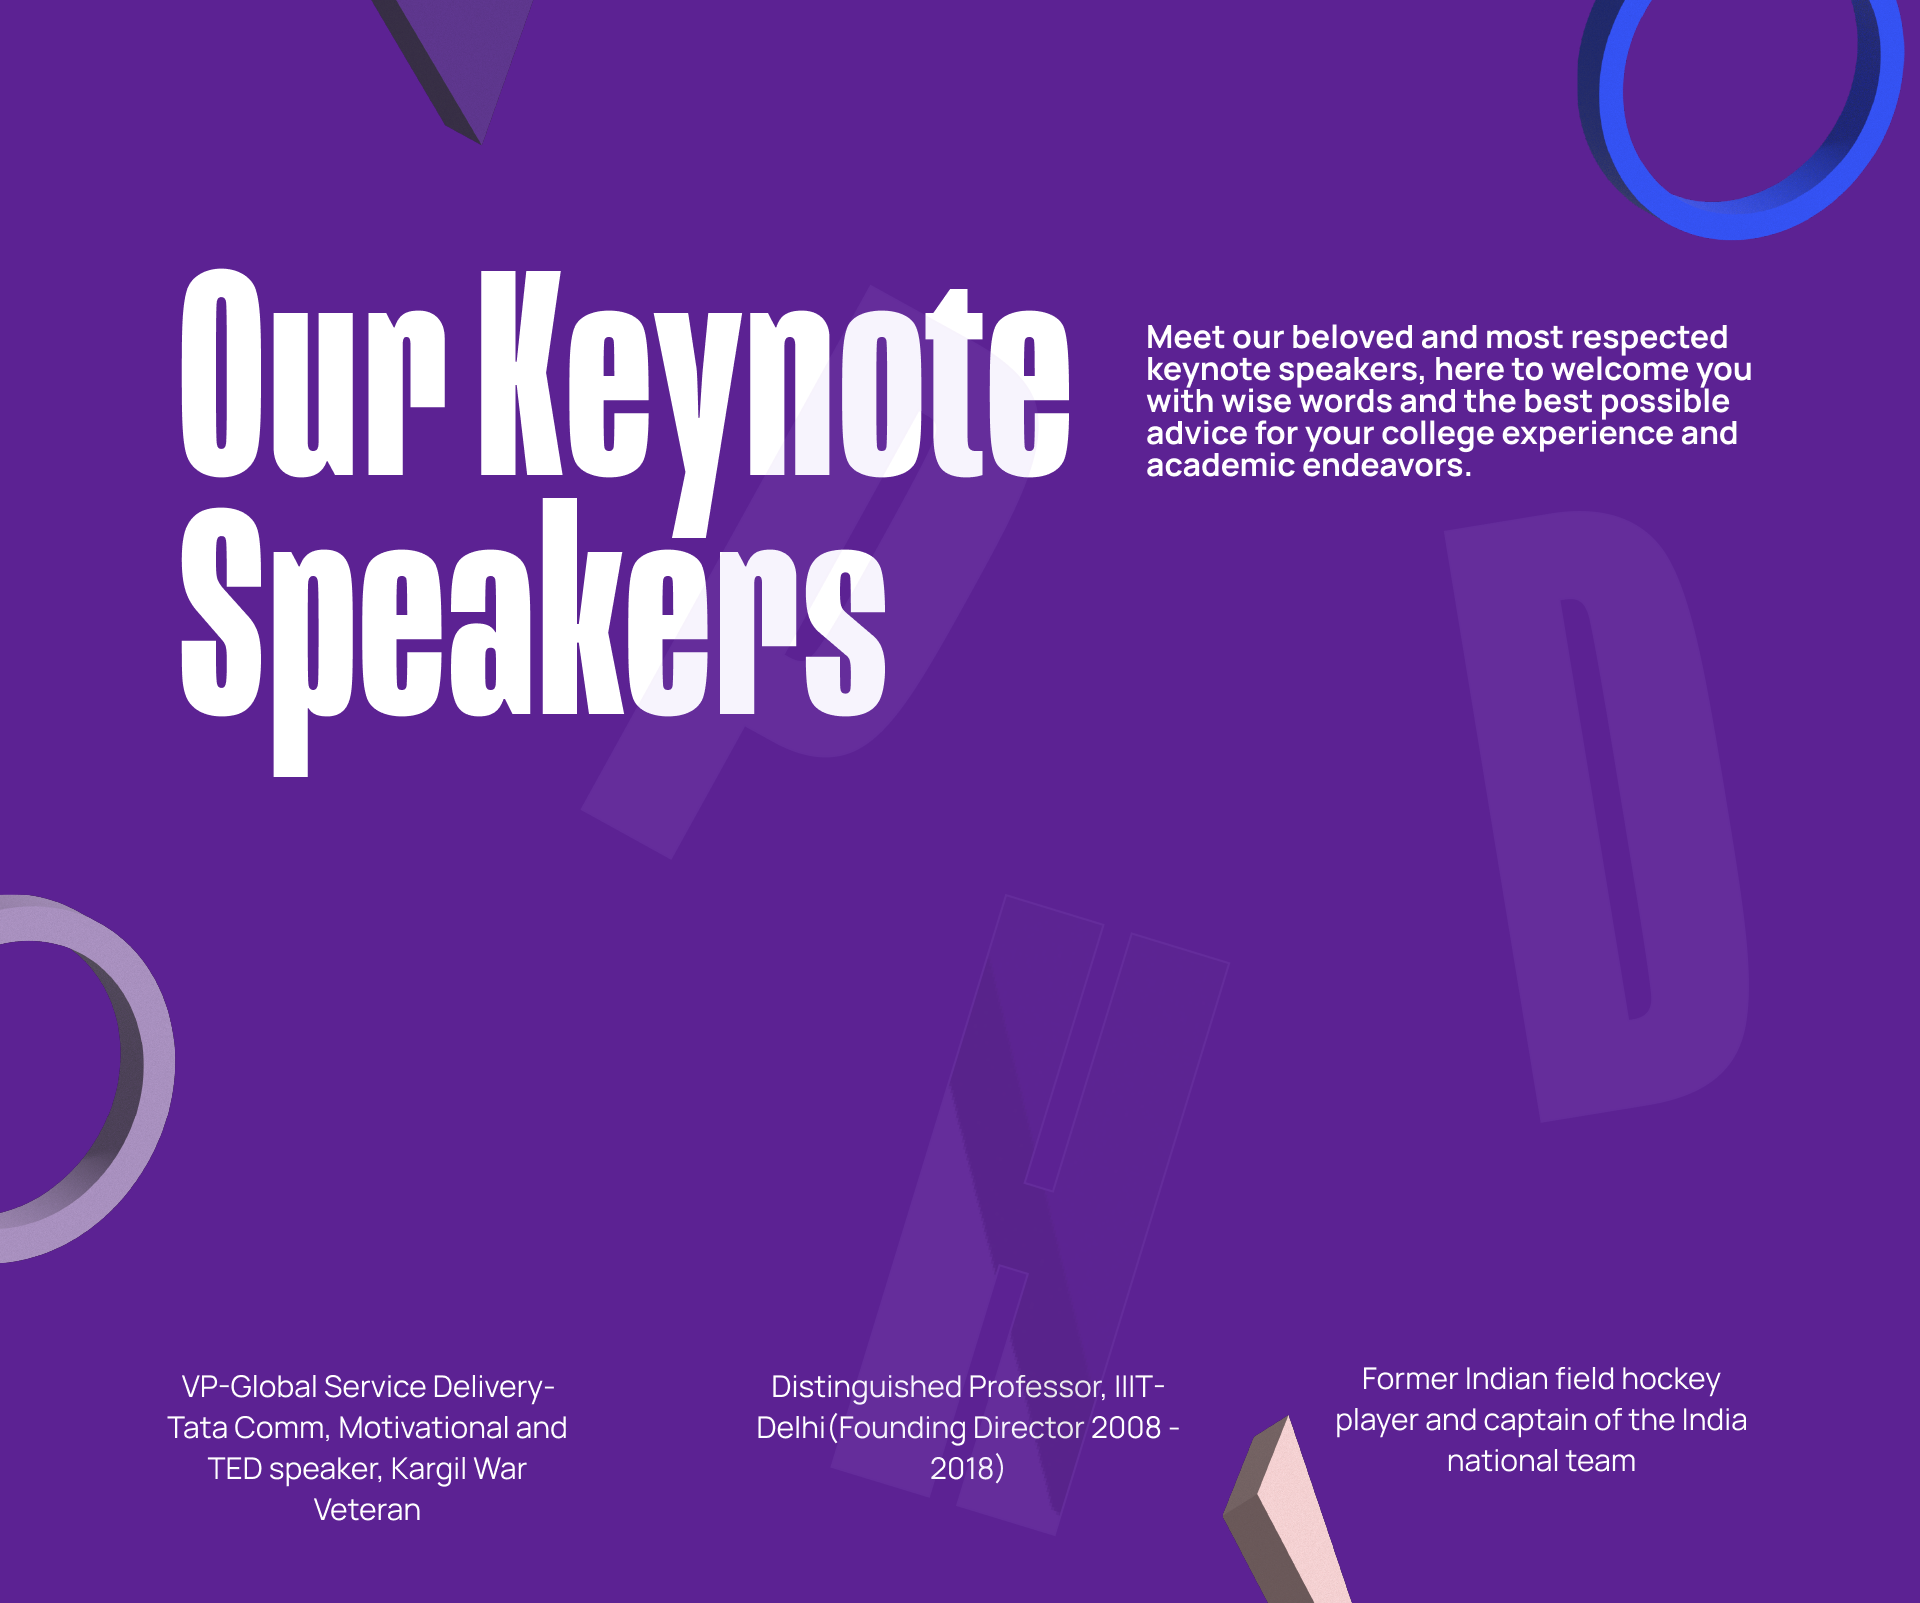 Our Keynote
Speakers
Meet our beloved and most respected
keynote speakers, here to welcome you
with wise words and the best possible
advice for your college experience and
academic endeavors.
p
D
N
VP-Global Service Delivery-
Tata Comm, Motivational and
TED speaker, Kargil War
Veteran
Distinguished Professor, IIIT-
Delhi(Founding Director 2008 -
2018)
Former Indian field hockey
player and captain of the India
national team